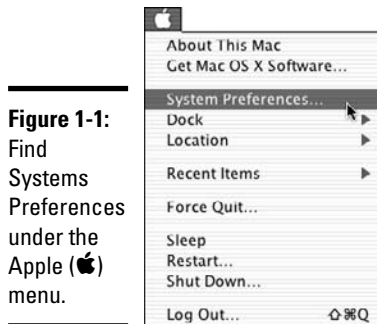 Figure 1-1:
Find
Systems
Preferences
under the
Apple ()
menu.
About This Mac
Get Mac OS X Software...
System Preferences...
Dock
Location
Recent Items
Force Quit...
Sleep
Restart...
Shut Down...
Log Out... ⇧⌘Q